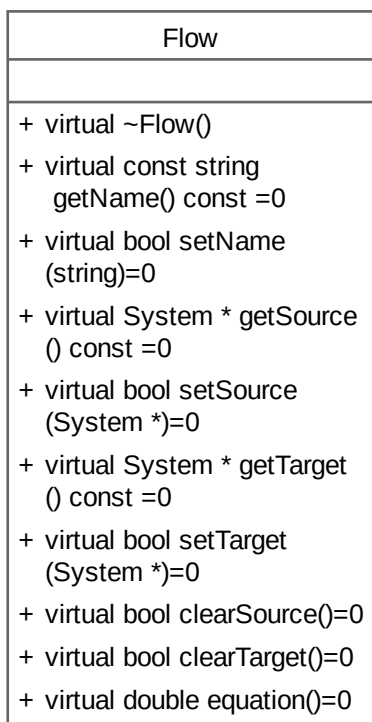 Flow
+ virtual ~Flow()
+ virtual const string
getName() const =0
+ virtual bool setName
(string)=0
+ virtual System * getSource
() const =0
+ virtual bool setSource
(System *)=0
+ virtual System * getTarget
() const =0
+ virtual bool setTarget
(System *)=0
+ virtual bool clearSource()=0
+ virtual bool clearTarget()=0
+ virtual double equation()=0